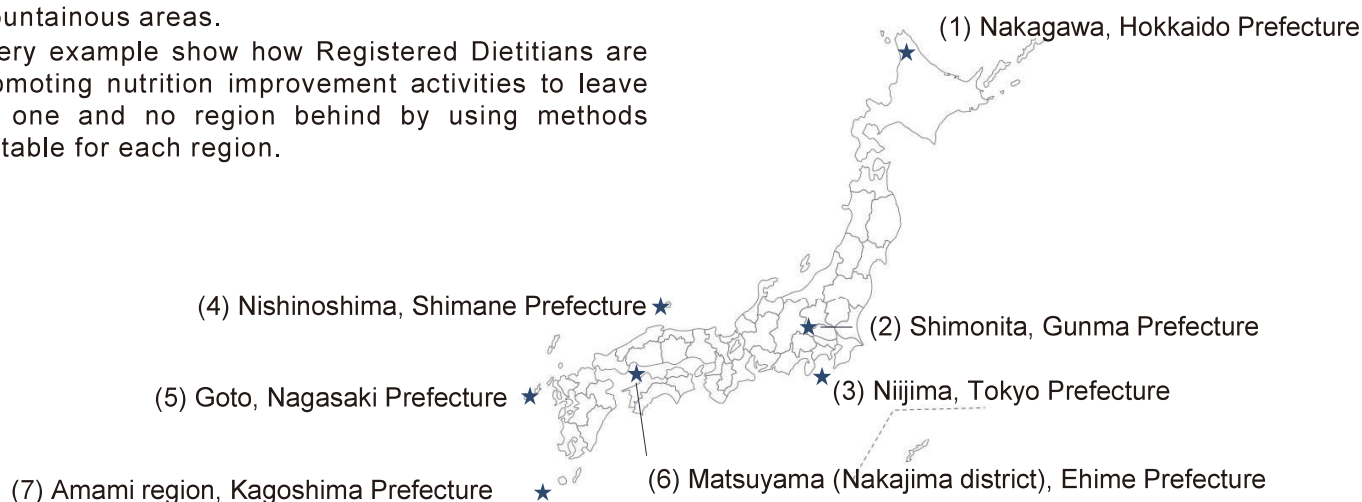 ountainous areas.
ery example show how Registered Dietitians are
omoting nutrition improvement activities to leave
one and no region behind by using methods
table for each region.
(1) Nakagawa, Hokkaido Prefecture
(4) Nishinoshima, Shimane Prefecture
(2) Shimonita, Gunma Prefecture
(5) Goto, Nagasaki Prefecture
(3) Niijima, Tokyo Prefecture
(6) Matsuyama (Nakajima district), Ehime Prefecture
(7) Amami region, Kagoshima Prefecture